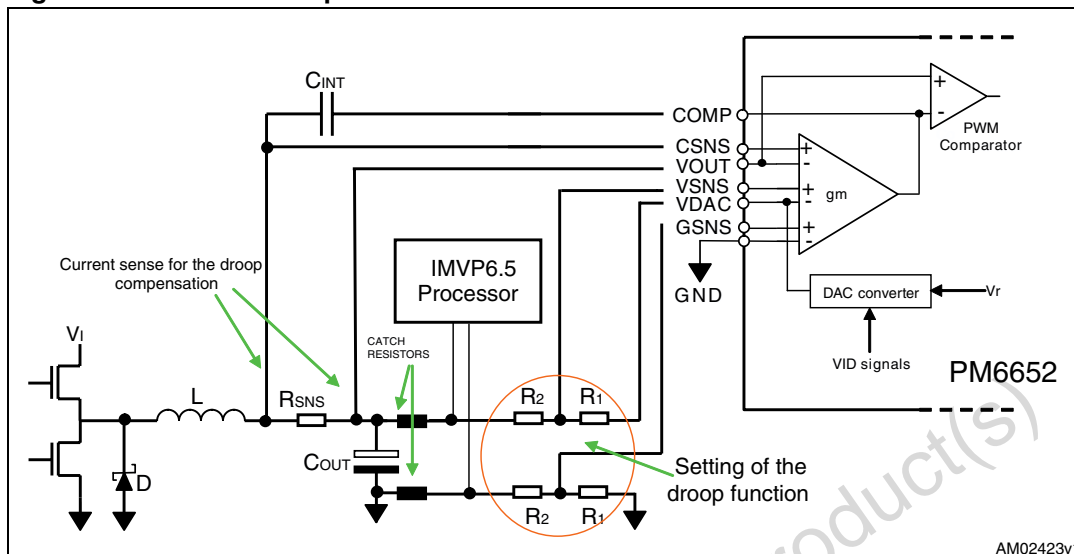 CINT
COMP
CSNS
VOUT
VSNS
VDAC
GSNS
+
-
PWM
Comparator
+
-
+
-
+
-
gm
IMVP6.5
Processor
Current sense for the droop
compensation
GND
DAC converter
Vr
VI
CATCH
RESISTORS
VID signals
PM6652
L
RSNS
R2
R1
COUT
D
Setting of the
droop function
R2
R1
roduct(s)